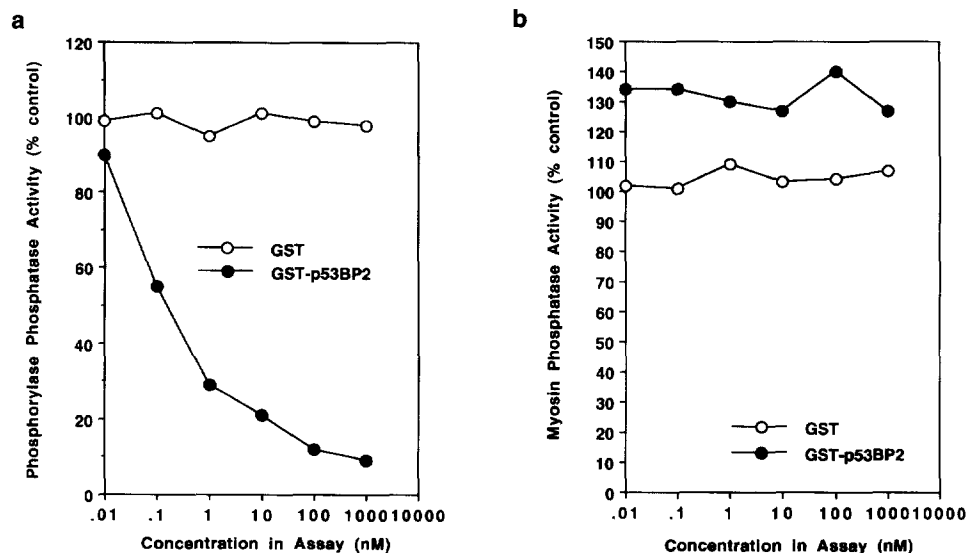 a
Phosphorylase Phosphatase Activity (% control)
120
100
80
60
40
20
0
GST
GST-p53BP2
.01 .1 1 10 100 1000 10000
Concentration in Assay (nM)
b
Myosin Phosphatase Activity (% control)
150
140
130
120
110
100
90
80
70
60
50
40
30
20
10
0
GST
GST-p53BP2
.01 .1 1 10 100 1000 10000
Concentration in Assay (nM)